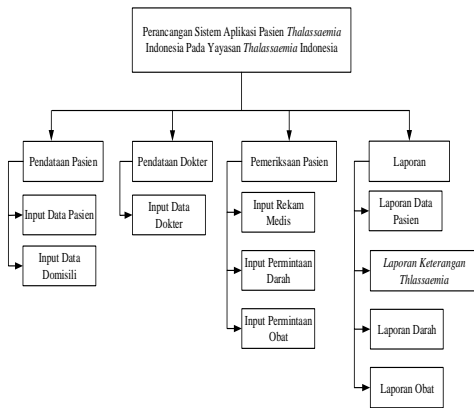 Perancangan Sistem Aplikasi Pasien Thalassaemia
Indonesia Pada Yayasan Thalassaemia Indonesia
Pendataan Pasien
Pendataan Dokter
Pemeriksaan Pasien
Laporan
Input Data Pasien
Input Data
Domisili
Input Data
Dokter
Input Rekam
Medis
Input Permintaan
Darah
Input Permintaan
Obat
Laporan Data
Pasien
Laporan Keterangan
Thlassaemia
Laporan Darah
Laporan Obat